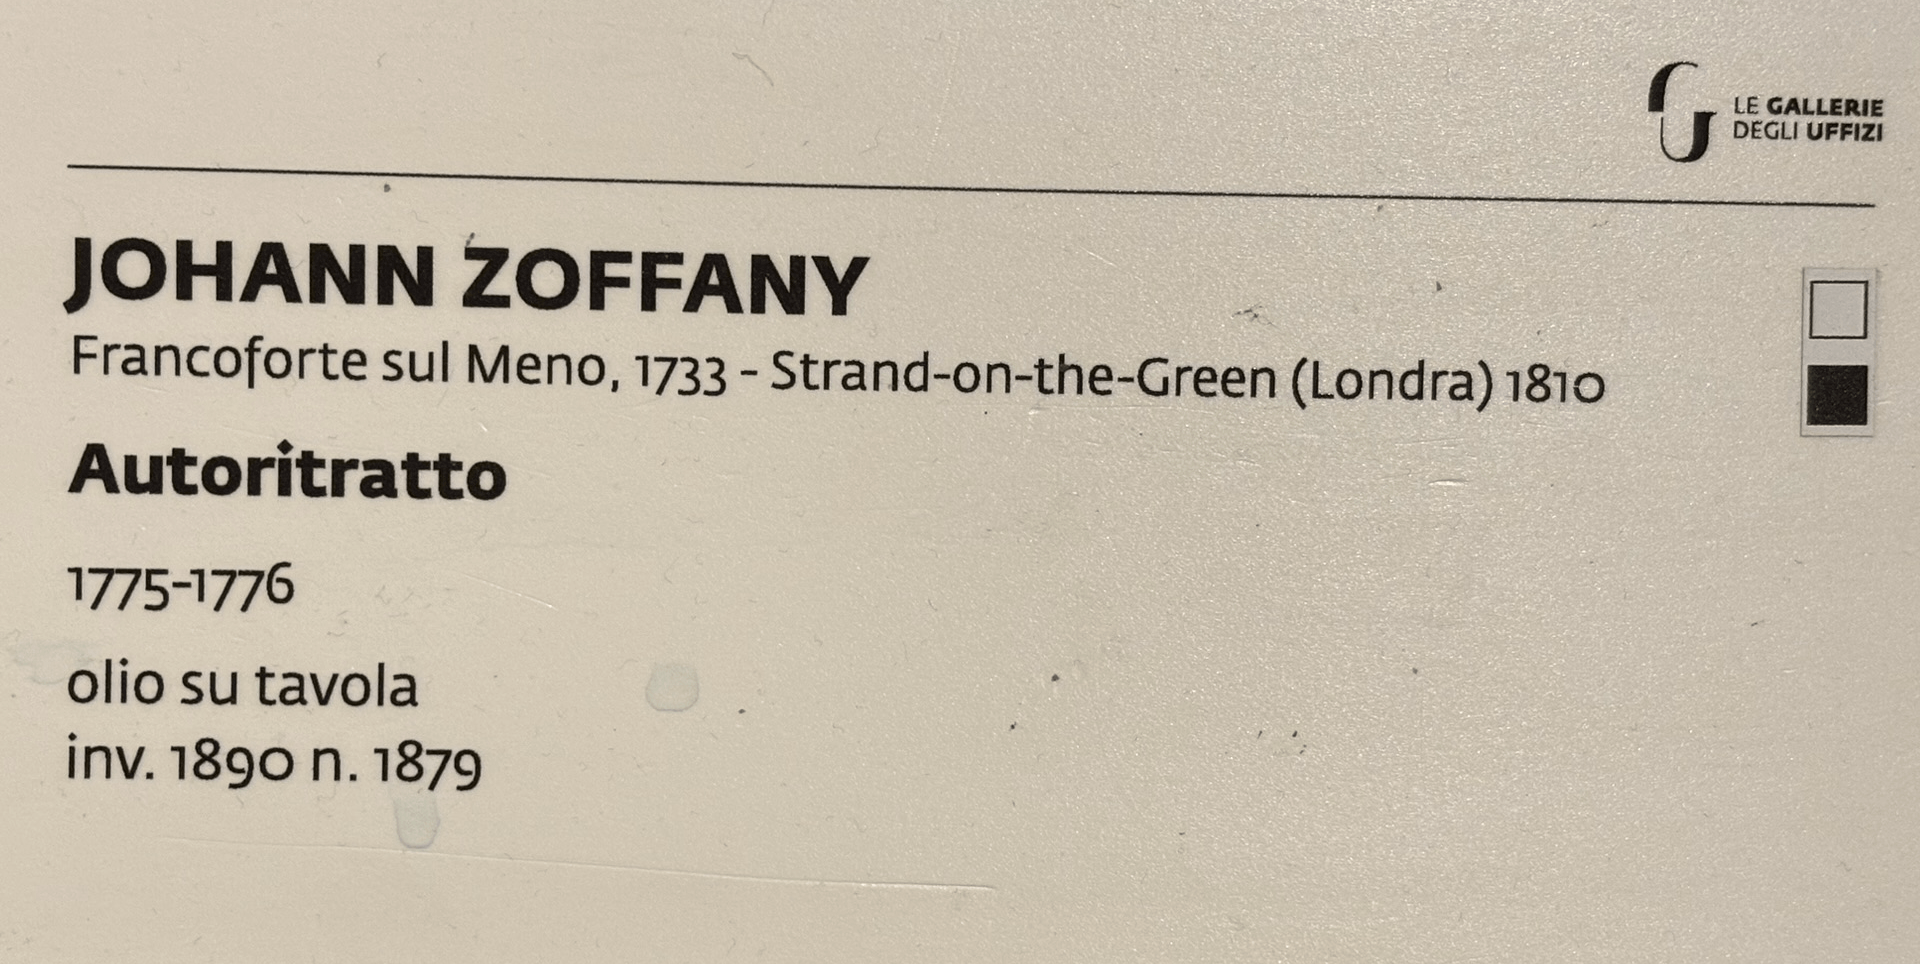 LE GALLERIE
DEGLI UFFIZI
JOHANN ZOFFANY
Francoforte sul Meno, 1733 - Strand-on-the-Green (Londra) 1810
Autoritratto
1775-1776
olio su tavola
inv. 1890 n. 1879